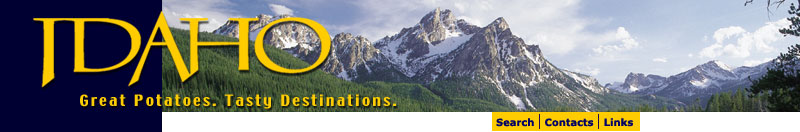 IDAHO
Great Potatoes. Tasty Destinations.
Search Contacts Links